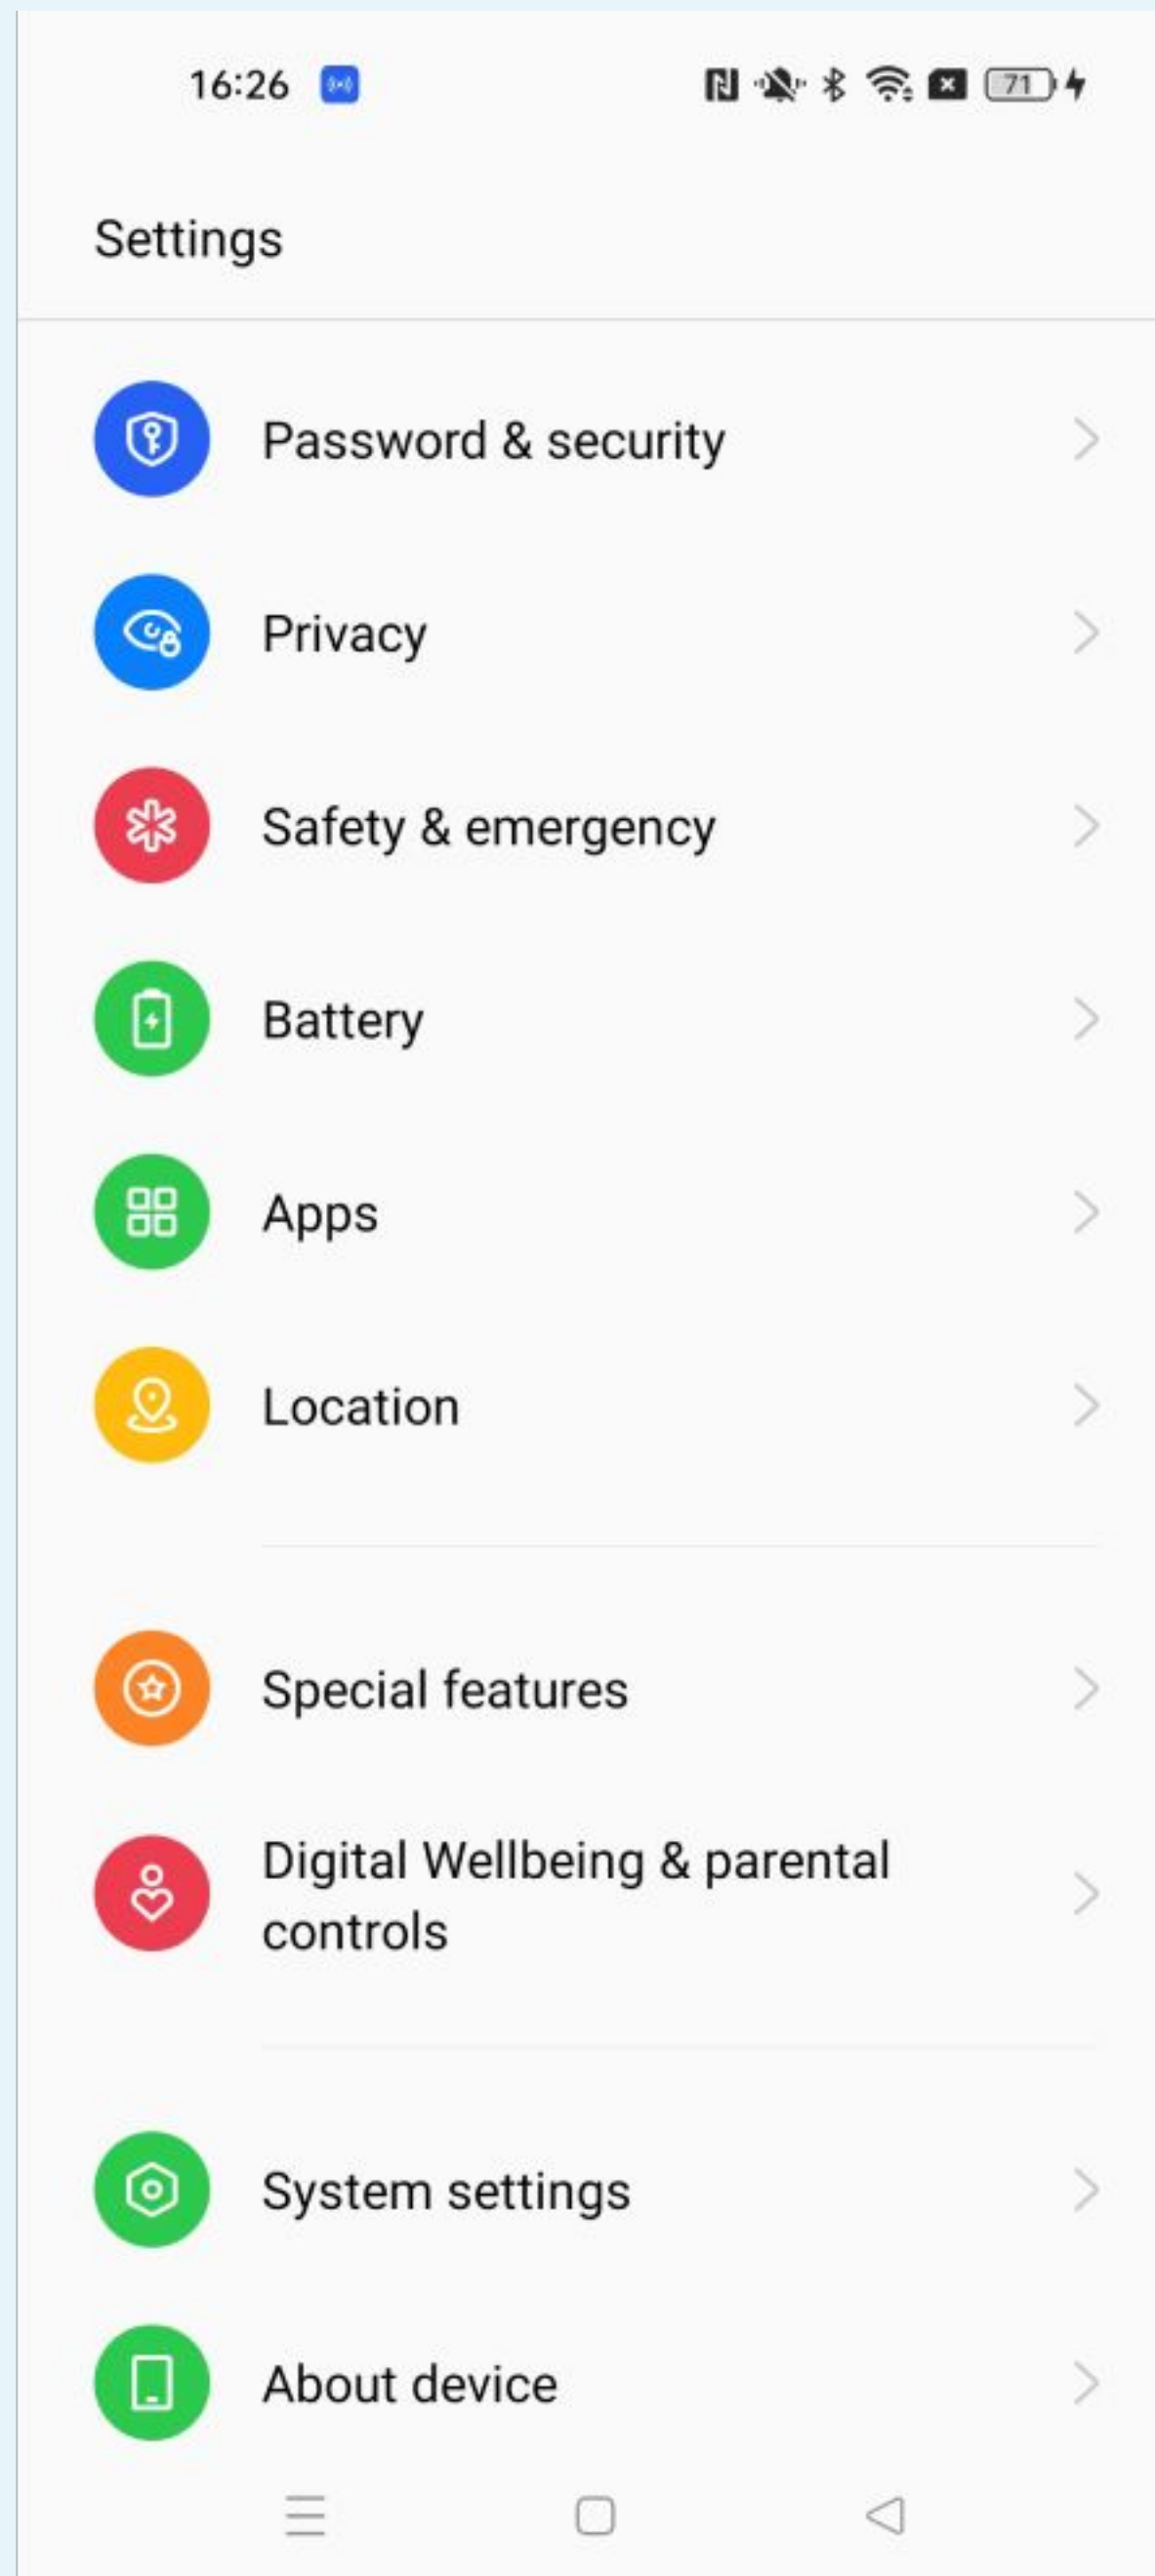 16:26 71
Settings
Password & security
Privacy
Safety & emergency
Battery
Apps
Location
Special features
Digital Wellbeing & parental
controls
System settings
About device